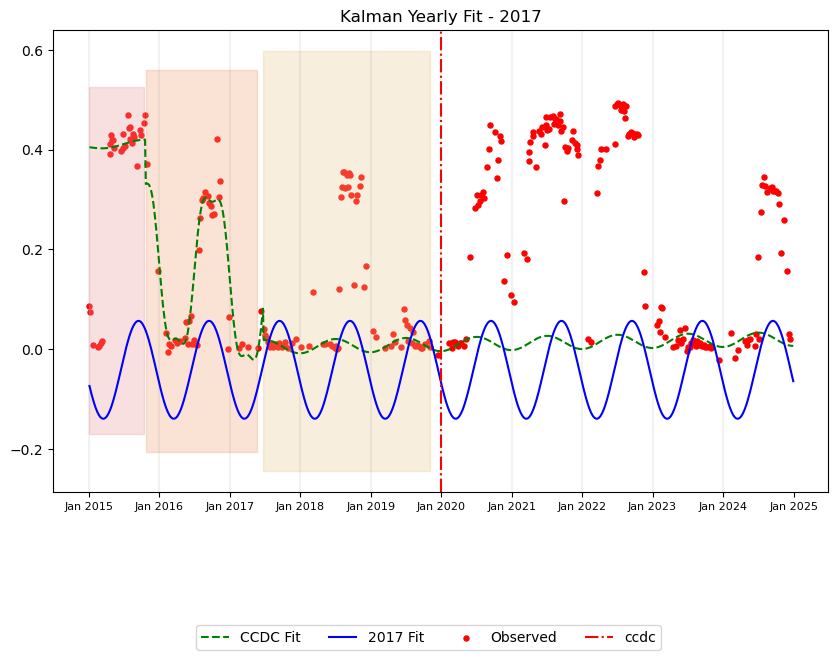 Kalman Yearly Fit - 2017
0.6
0.4
0.2
0.0
−0.2
Jan 2015 Jan 2016 Jan 2017 Jan 2018 Jan 2019 Jan 2020 Jan 2021 Jan 2022 Jan 2023 Jan 2024 Jan 2025
CCDC Fit 2017 Fit Observed ccdc